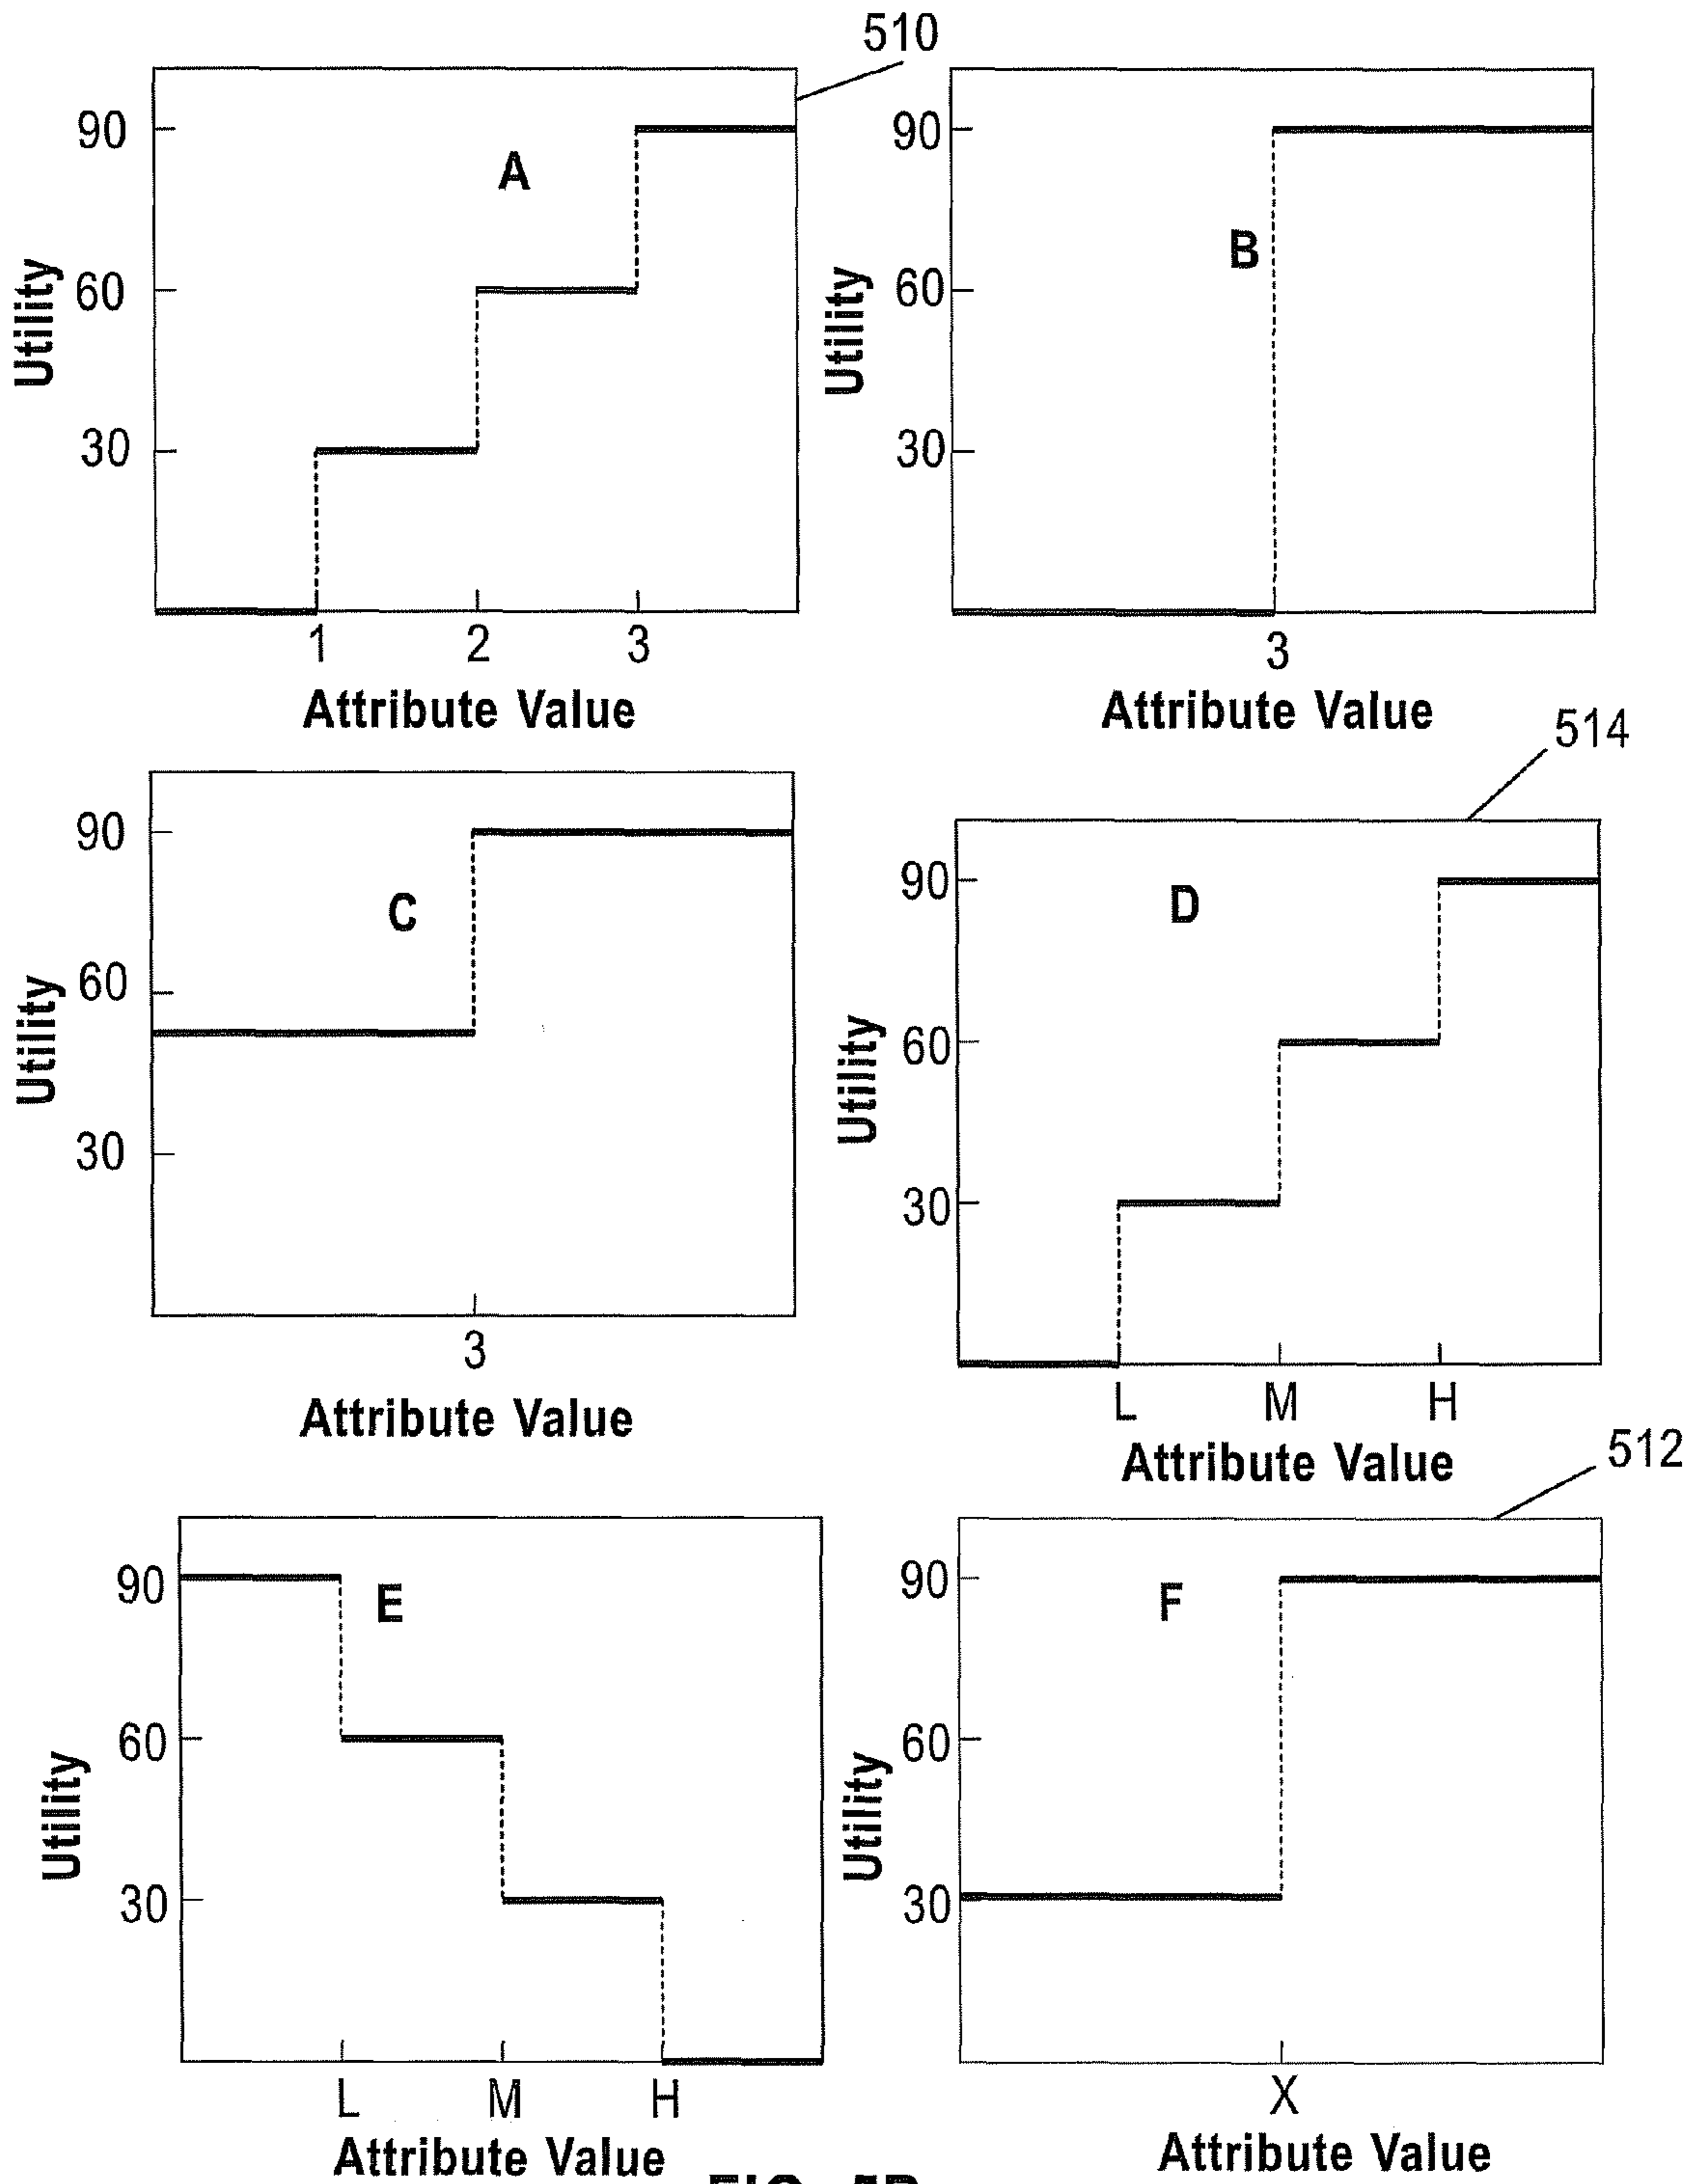 510
90
A
60
30
Utility
1 2 3
Attribute Value
90
B
60
30
Utility
3
Attribute Value
514
90
C
60
30
Utility
3
Attribute Value
90
D
60
30
Utility
L M H
Attribute Value
512
90
E
60
30
Utility
L M H
Attribute Value
90
F
60
30
Utility
X
Attribute Value